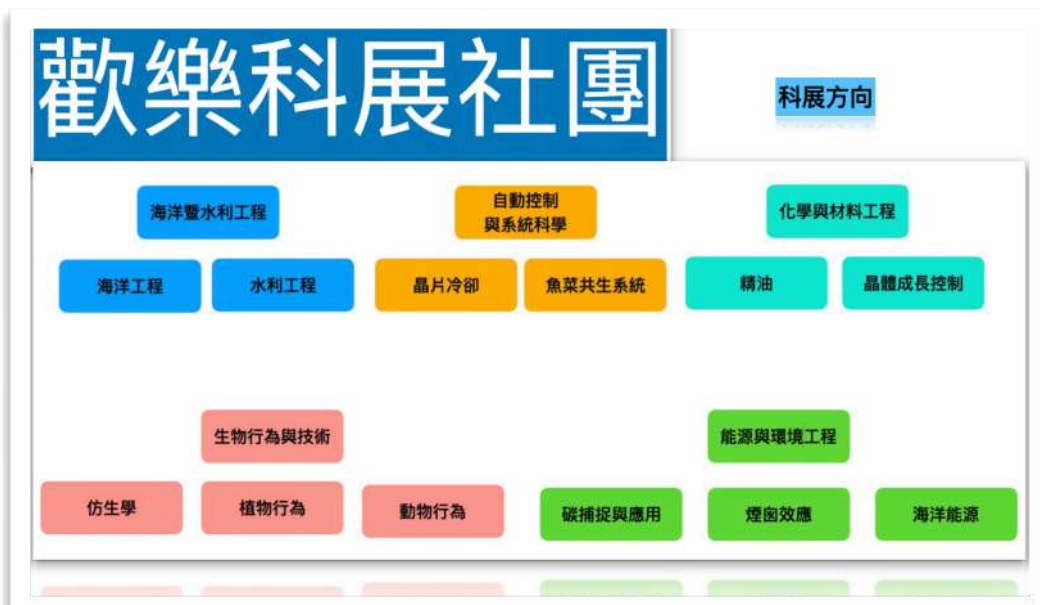 歡樂科展社團
科展方向
海洋暨水利工程
自動控制
與系統科學
化學與材料工程
海洋工程
水利工程
晶片冷卻
魚菜共生系統
精油
晶體成長控制
生物行為與技術
能源與環境工程
仿生學
植物行為
動物行為
碳捕捉與應用
煙囪效應
海洋能源